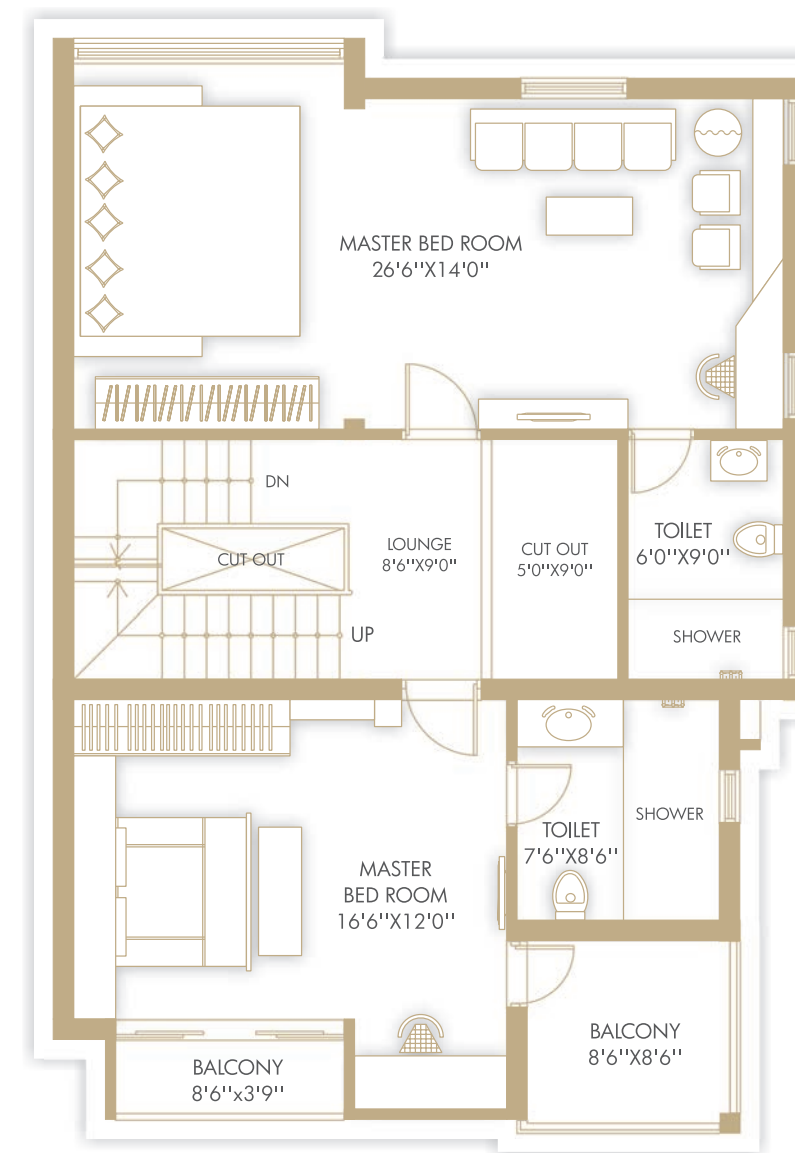 MASTER BED ROOM
26'6''X14'0''
DN
CUT OUT
LOUNGE
8'6''X9'0''
CUT OUT
5'0''X9'0''
TOILET
6'0''X9'0''
SHOWER
UP
SHOWER
TOILET
7'6''X8'6''
MASTER
BED ROOM
16'6''X12'0''
BALCONY
8'6''X8'6''
BALCONY
8'6''x3'9''